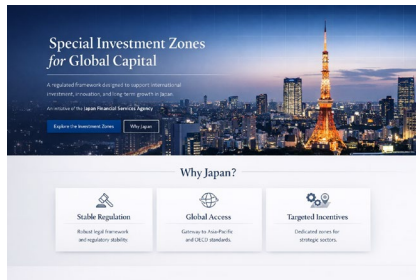 Special Investment Zones
for Global Capital
A regulated framework designed to support international
investment, innovation, and long-term growth in Japan.
An initiative of the Japan Financial Services Agency
Explore the Investment Zones
Why Japan
Why Japan?
Stable Regulation
Robust legal framework
and regulatory stability.
Global Access
Gateway to Asia-Pacific
and OECD standards.
Targeted Incentives
Dedicated zones for
strategic sectors.